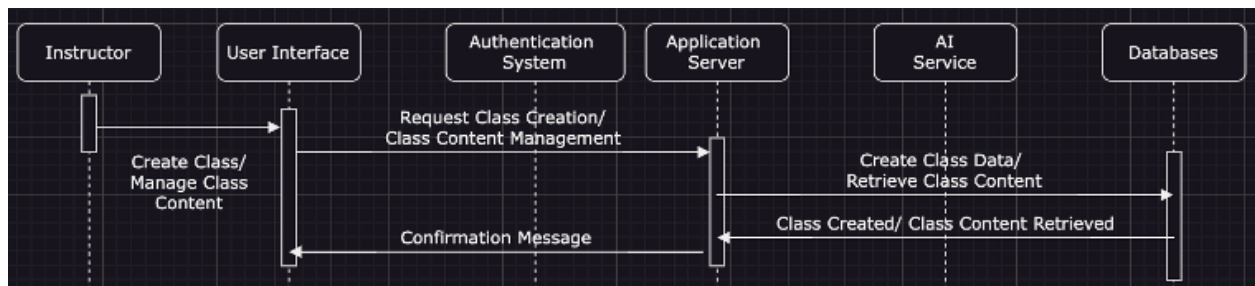 Instructor
User Interface
Authentication
System
Application
Server
AI
Service
Databases
Request Class Creation/
Class Content Management
Create Class/
Manage Class
Content
Create Class Data/
Retrieve Class Content
Class Created/ Class Content Retrieved
Confirmation Message